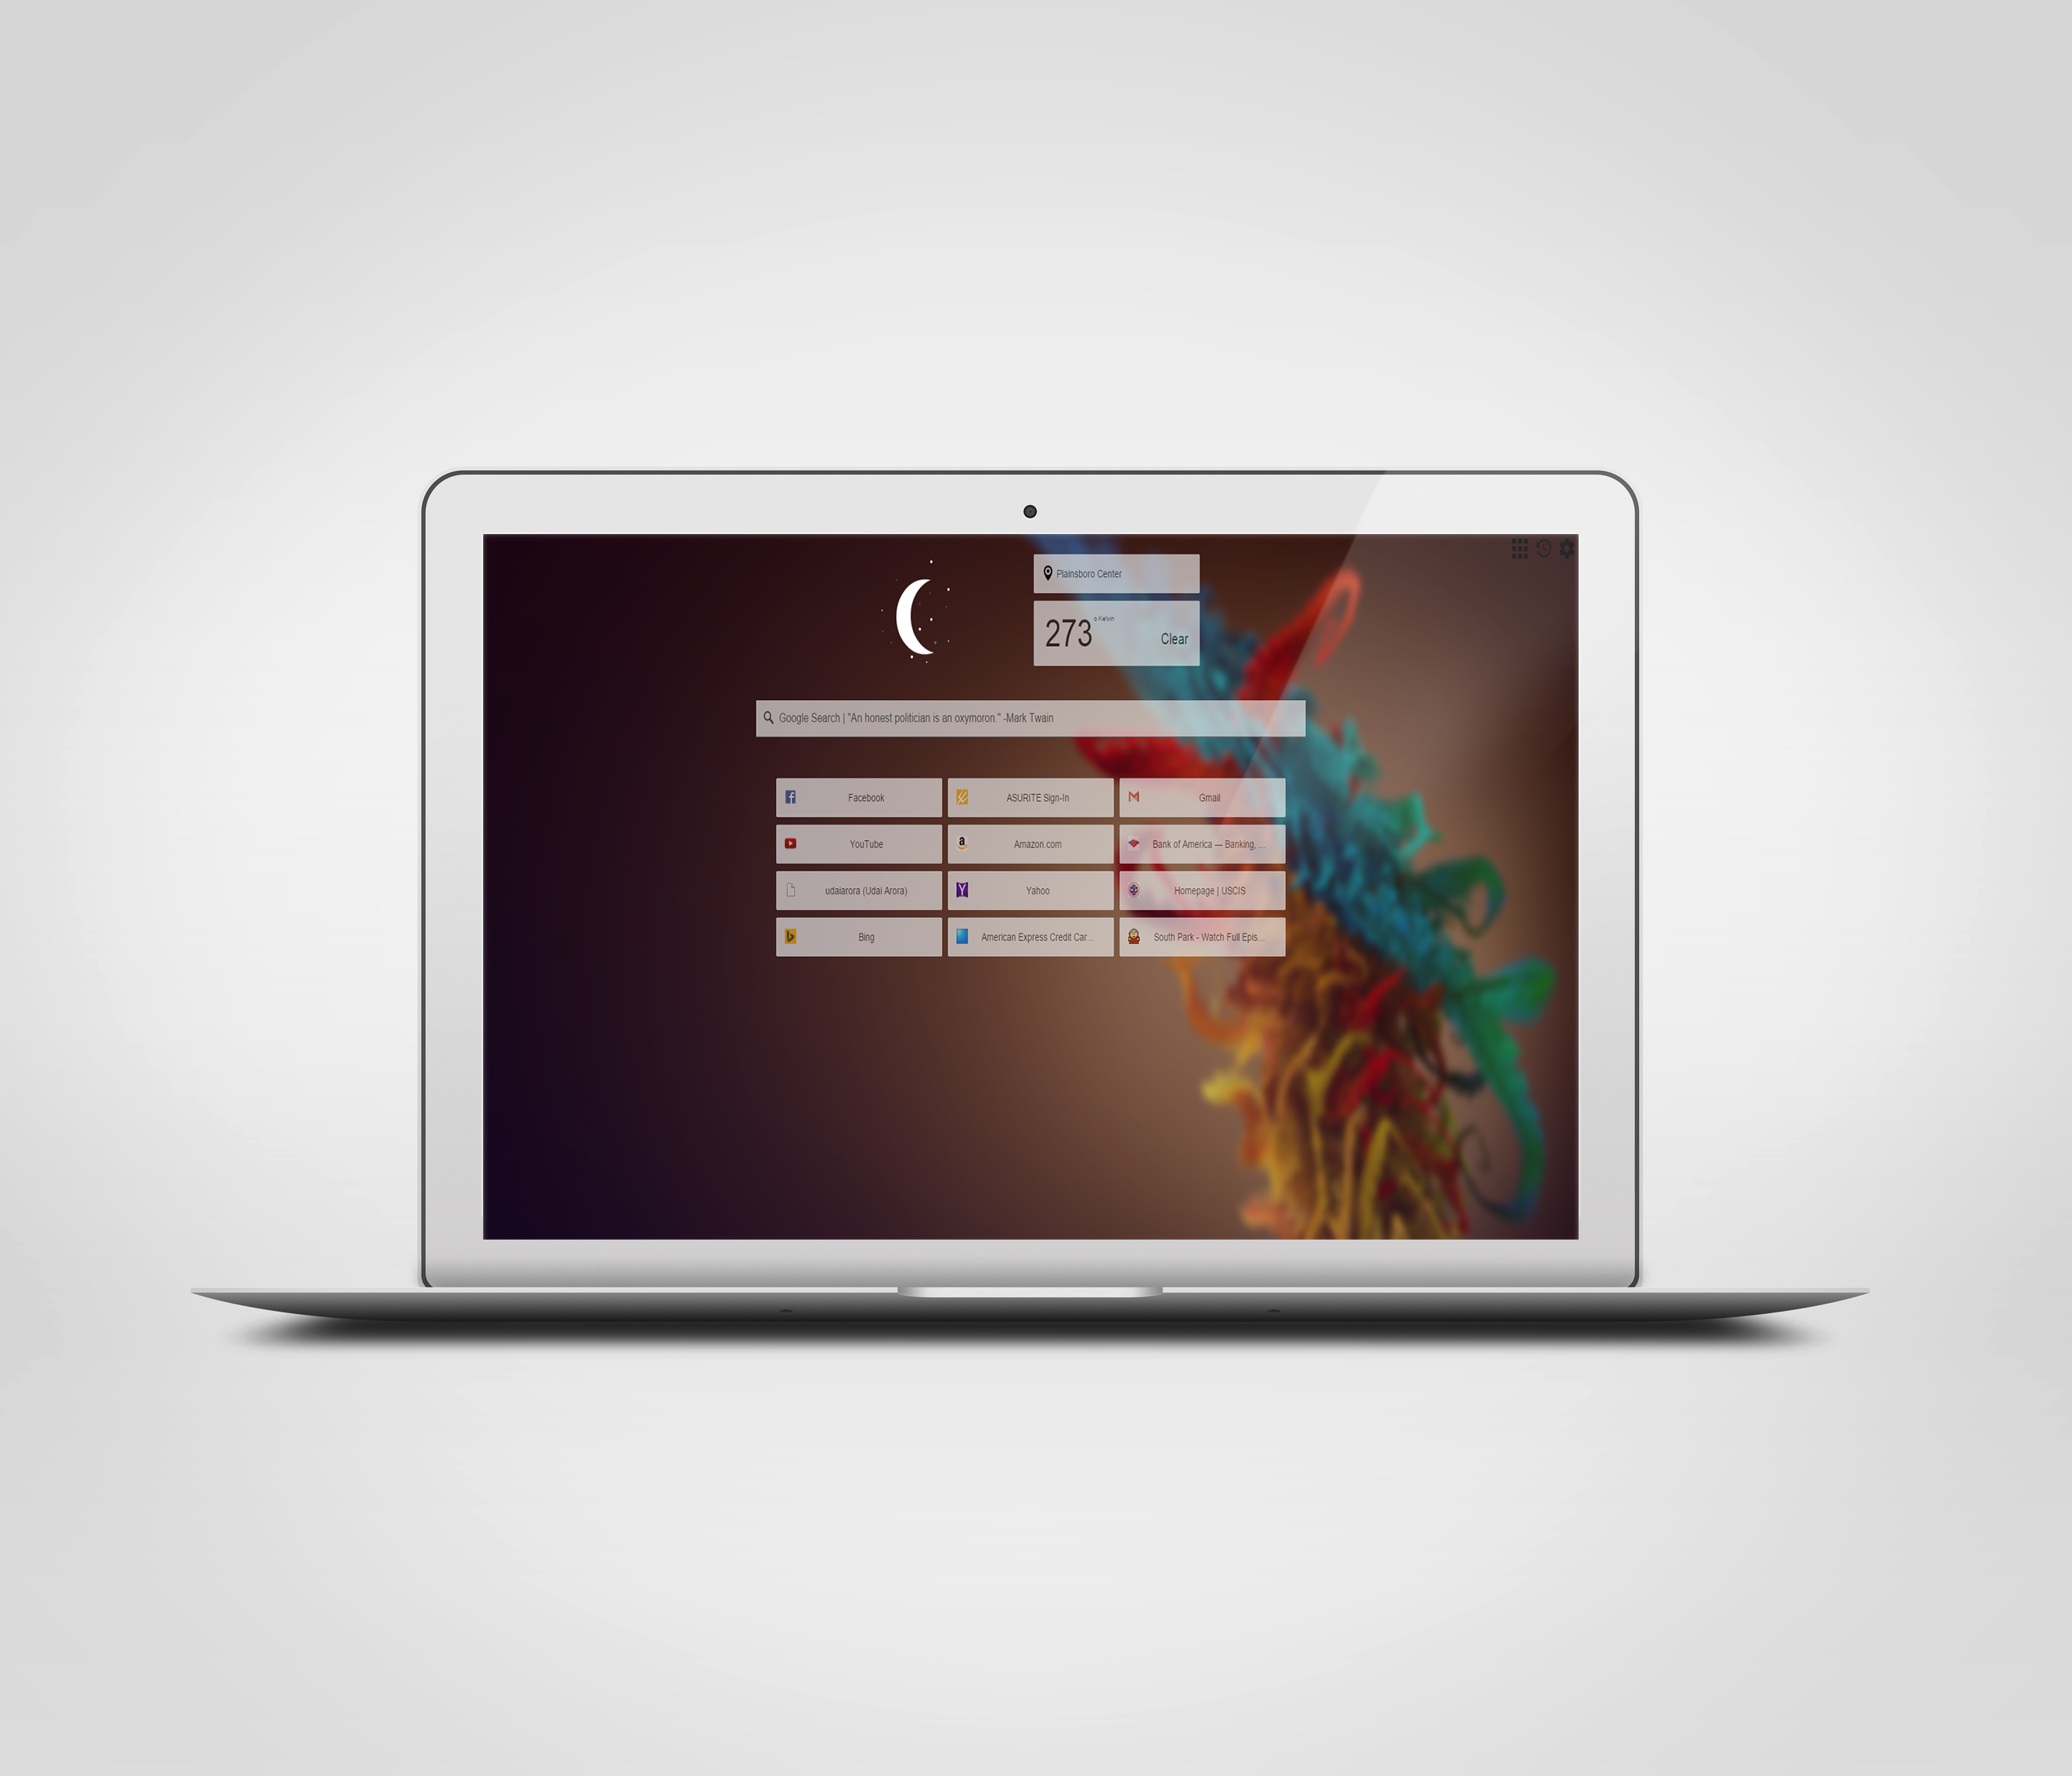 Plainsboro Center
273 o Kelvin
Clear
Google Search | "An honest politician is an oxymoron." -Mark Twain
Facebook
ASURITE Sign-In
Gmail
YouTube
Amazon.com
Bank of America — Banking, ...
udaiarora (Udai Arora)
Yahoo
Homepage | USCIS
Bing
American Express Credit Car...
South Park - Watch Full Epis...